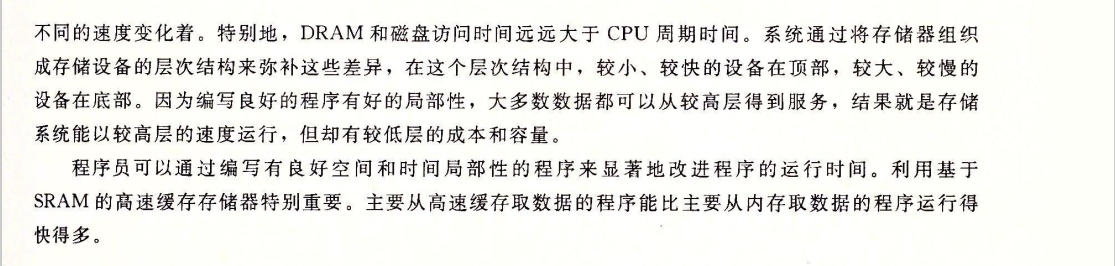 不同的速度变化着。特别地，DRAM 和磁盘访问时间远远大于 CPU 周期时间。系统通过将存储器组织
成存储设备的层次结构来弥补这些差异，在这个层次结构中，较小、较快的设备在顶部，较大、较慢的
设备在底部。因为编写良好的程序有好的局部性，大多数数据都可以从较高层得到服务，结果就是存储
系统能以较高层的速度运行，但却有较低层的成本和容量。
程序员可以通过编写有良好空间和时间局部性的程序来显著地改进程序的运行时间。利用基于
SRAM 的高速缓存存储器特别重要。主要从高速缓存取数据的程序能比主要从内存取数据的程序运行得
快得多。